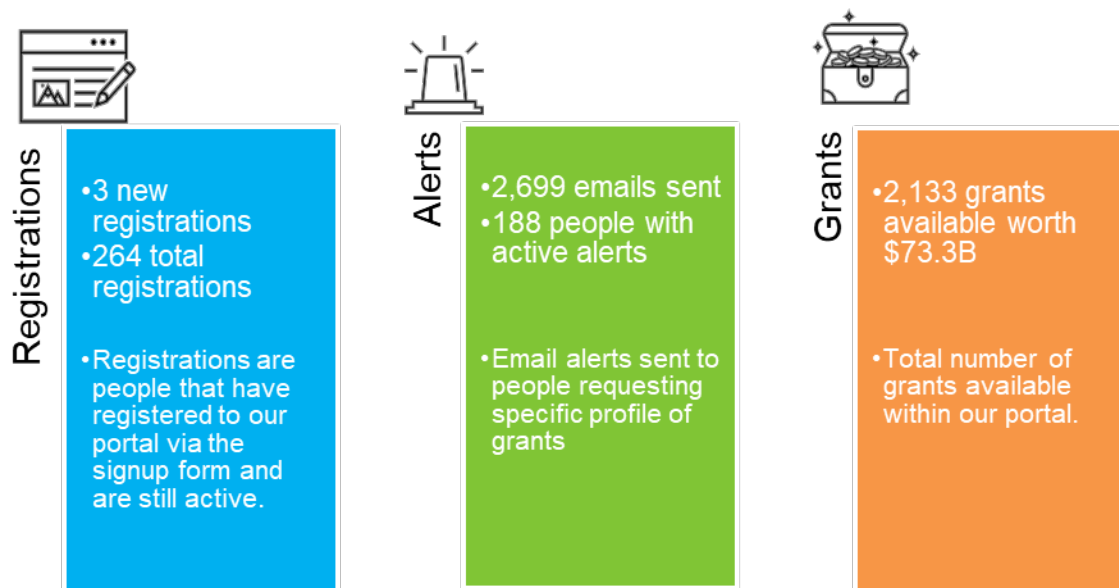 Registrations
•3 new
registrations
•264 total
registrations
•Registrations are
people that have
registered to our
portal via the
signup form and
are still active.
Alerts
•2,699 emails sent
•188 people with
active alerts
•Email alerts sent to
people requesting
specific profile of
grants
Grants
•2,133 grants
available worth
$73.3B
•Total number of
grants available
within our portal.